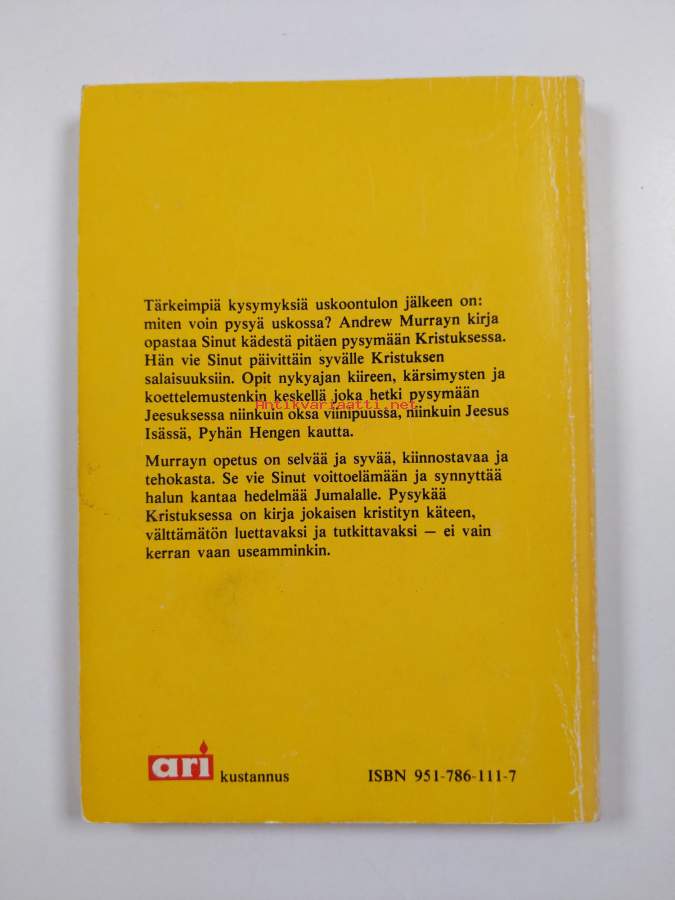 Tärkeimpiä kysymyksiä uskoontulon jälkeen on:
miten voin pysyä uskossa? Andrew Murrayn kirja
opastaa Sinut kädestä pitäen pysymään Kristuksessa.
Hän vie Sinut päivittäin syvälle Kristuksen
salaisuuksiin. Opit nykyajan kiireen, kärsimysten ja
koettelemustenkin keskellä joka hetki pysymään
Antikvariaatti.net
Jeesuksessa niinkuin oksa viinipuussa, niinkuin Jeesus
Isässä, Pyhän Hengen kautta.
Murrayn opetus on selvää ja syvää, kiinnostavaa ja
tehokasta. Se vie Sinut voittoelämään ja synnyttää
halun kantaa hedelmää Jumalalle. Pysykää
Kristuksessa on kirja jokaisen kristityn käteen,
välttämätön luettavaksi ja tutkittavaksi — ei vain
kerran vaan useamminkin.
ari kustannus
ISBN 951-786-111-7